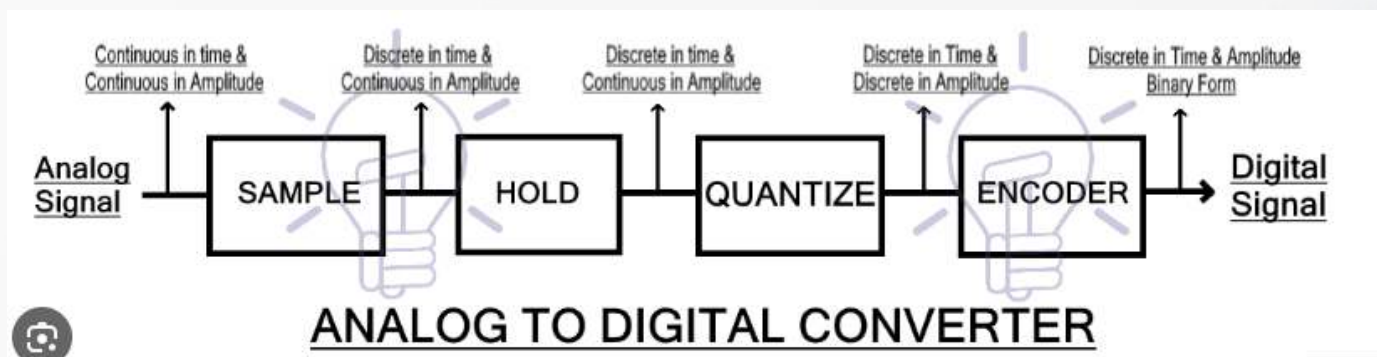 Continuous in time &
Continuous in Amplitude
Discrete in time &
Continuous in Amplitude
Discrete in time &
Continuous in Amplitude
Discrete in Time &
Discrete in Amplitude
Discrete in Time & Amplitude
Binary Form
Analog
Signal
SAMPLE
HOLD
QUANTIZE
ENCODER
Digital
Signal
ANALOG TO DIGITAL CONVERTER